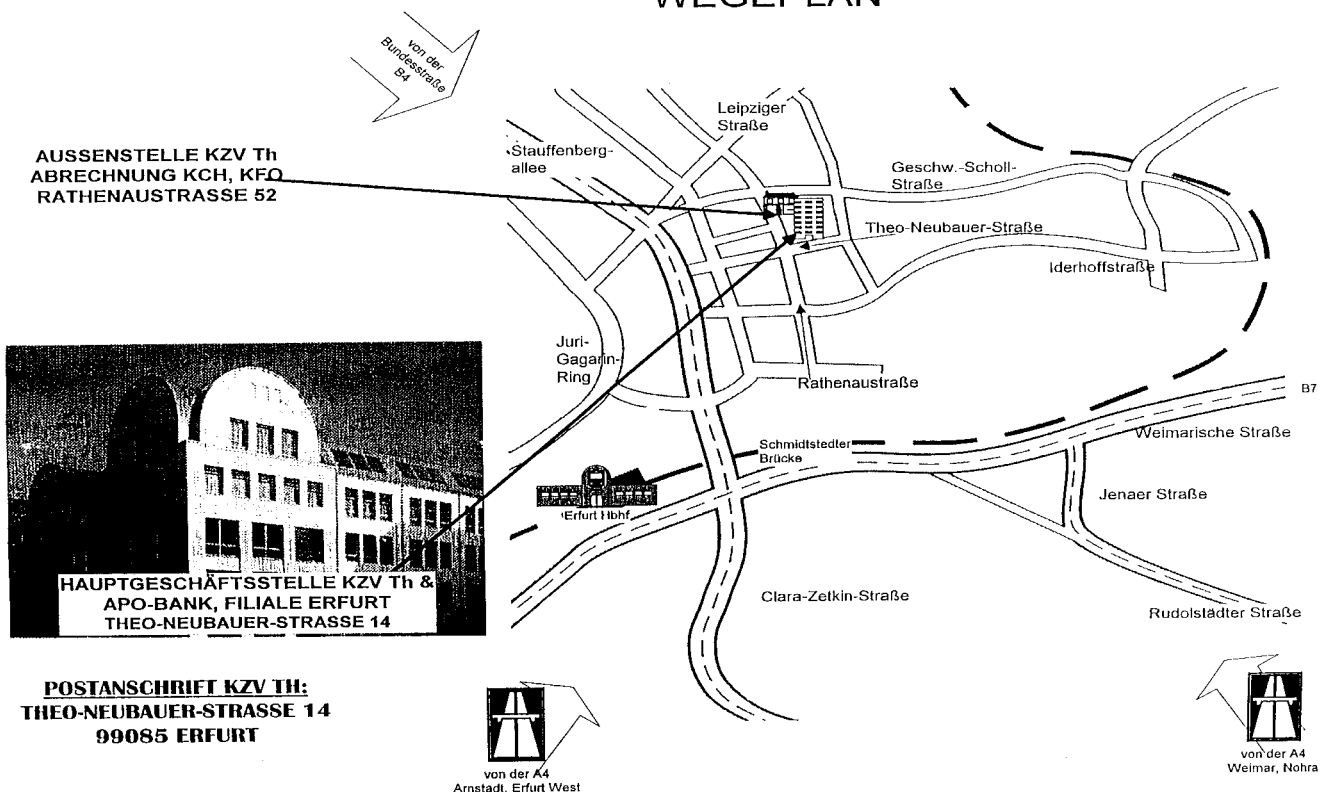 WEGEPLAN
von der
Bundesstraße
B4
AUSSENSTELLE KZV Th
ABRECHNUNG KCH, KFO
RATHENAUSTRASSE 52
Leipziger
Straße
Stauffenberg-
allee
Geschw.-Scholl-
Straße
Theo-Neubauer-Straße
Iderhoffstraße
Juri-
Gagarin-
Ring
Rathenaustraße
B7
Weimarische Straße
Schmidtstedter
Brücke
Jenaer Straße
Erfurt Hbhf
Clara-Zetkin-Straße
Rudolstädter Straße
HAUPTGESCHÄFTSSTELLE KZV Th &
APO-BANK, FILIALE ERFURT
THEO-NEUBAUER-STRASSE 14
POSTANSCHRIFT KZV TH:
THEO-NEUBAUER-STRASSE 14
99085 ERFURT
von der A4
Arnstadt, Erfurt West
von der A4
Weimar, Nohra